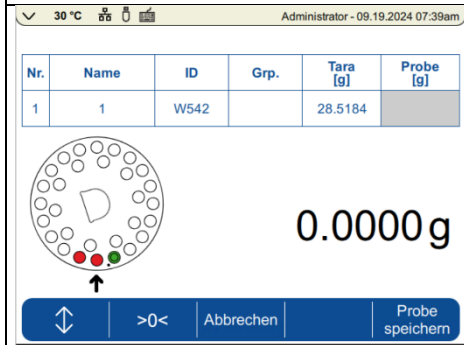 30 °C Administrator - 09.19.2024 07:39am
Nr. Name ID Grp. Tara [g] Probe [g]
1 1 W542 28.5184
0.0000 g
>0< Abbrechen Probe speichern